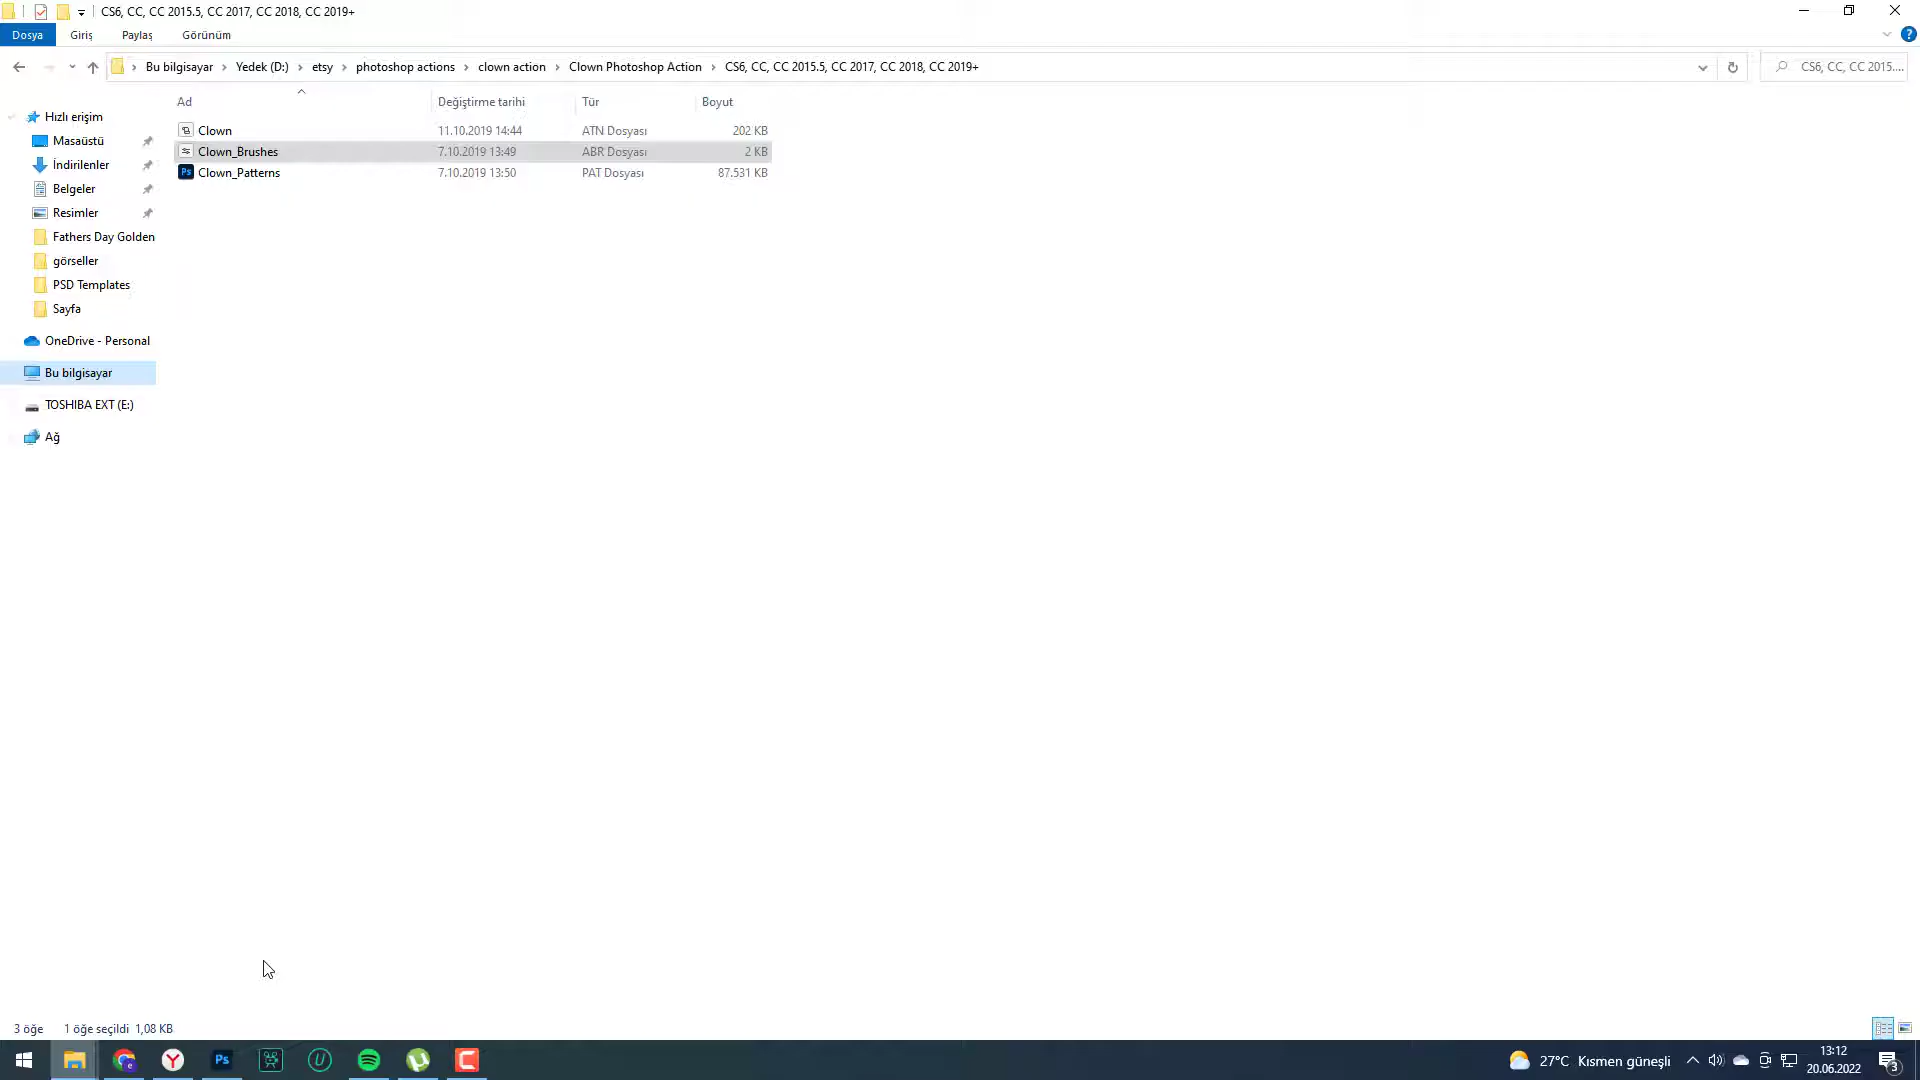 CS6, CC, CC 2015.5, CC 2017, CC 2018, CC 2019+
Dosya Giriş Paylaş Görünüm
Bu bilgisayar Yedek (D:) etsy photoshop actions clown action Clown Photoshop Action CS6, CC, CC 2015.5, CC 2017, CC 2018, CC 2019+ CS6, CC, CC 2015....
Ad Değiştirme tarihi Tür Boyut
Clown 11.10.2019 14:44 ATN Dosyası 202 KB
Clown_Brushes 7.10.2019 13:49 ABR Dosyası 2 KB
Clown_Patterns 7.10.2019 13:50 PAT Dosyası 87.531 KB
Hızlı erişim
Masaüstü
İndirilenler
Belgeler
Resimler
Fathers Day Golden
görseller
PSD Templates
Sayfa
OneDrive - Personal
Bu bilgisayar
TOSHIBA EXT (E:)
Ağ
3 öğe 1 öğe seçildi 1,08 KB
27°C Kısmen güneşli
13:12
20.06.2022
3